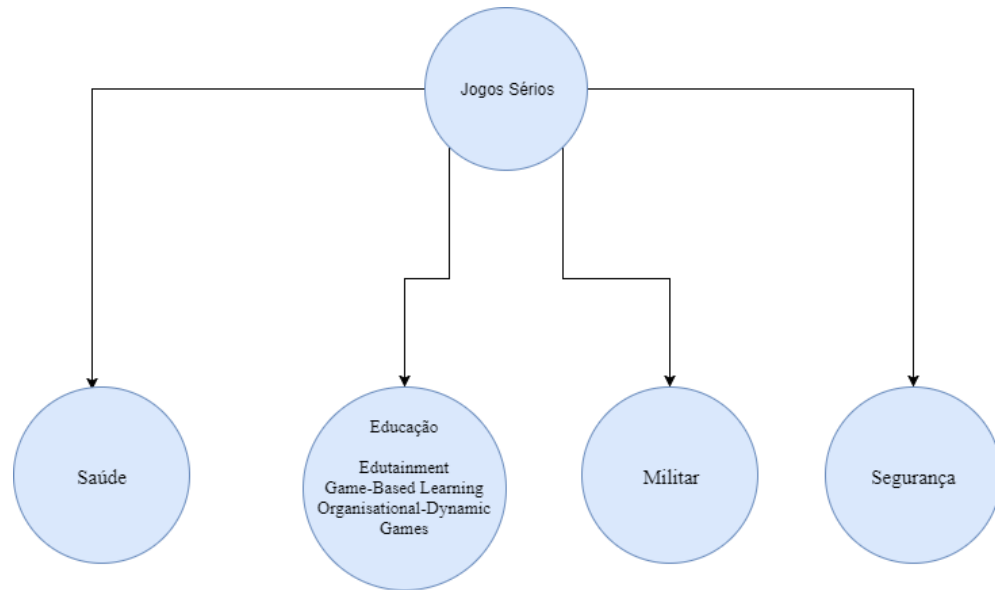 Jogos Sérios
Saúde
Educação
Edutainment
Game-Based Learning
Organisational-Dynamic
Games
Militar
Segurança